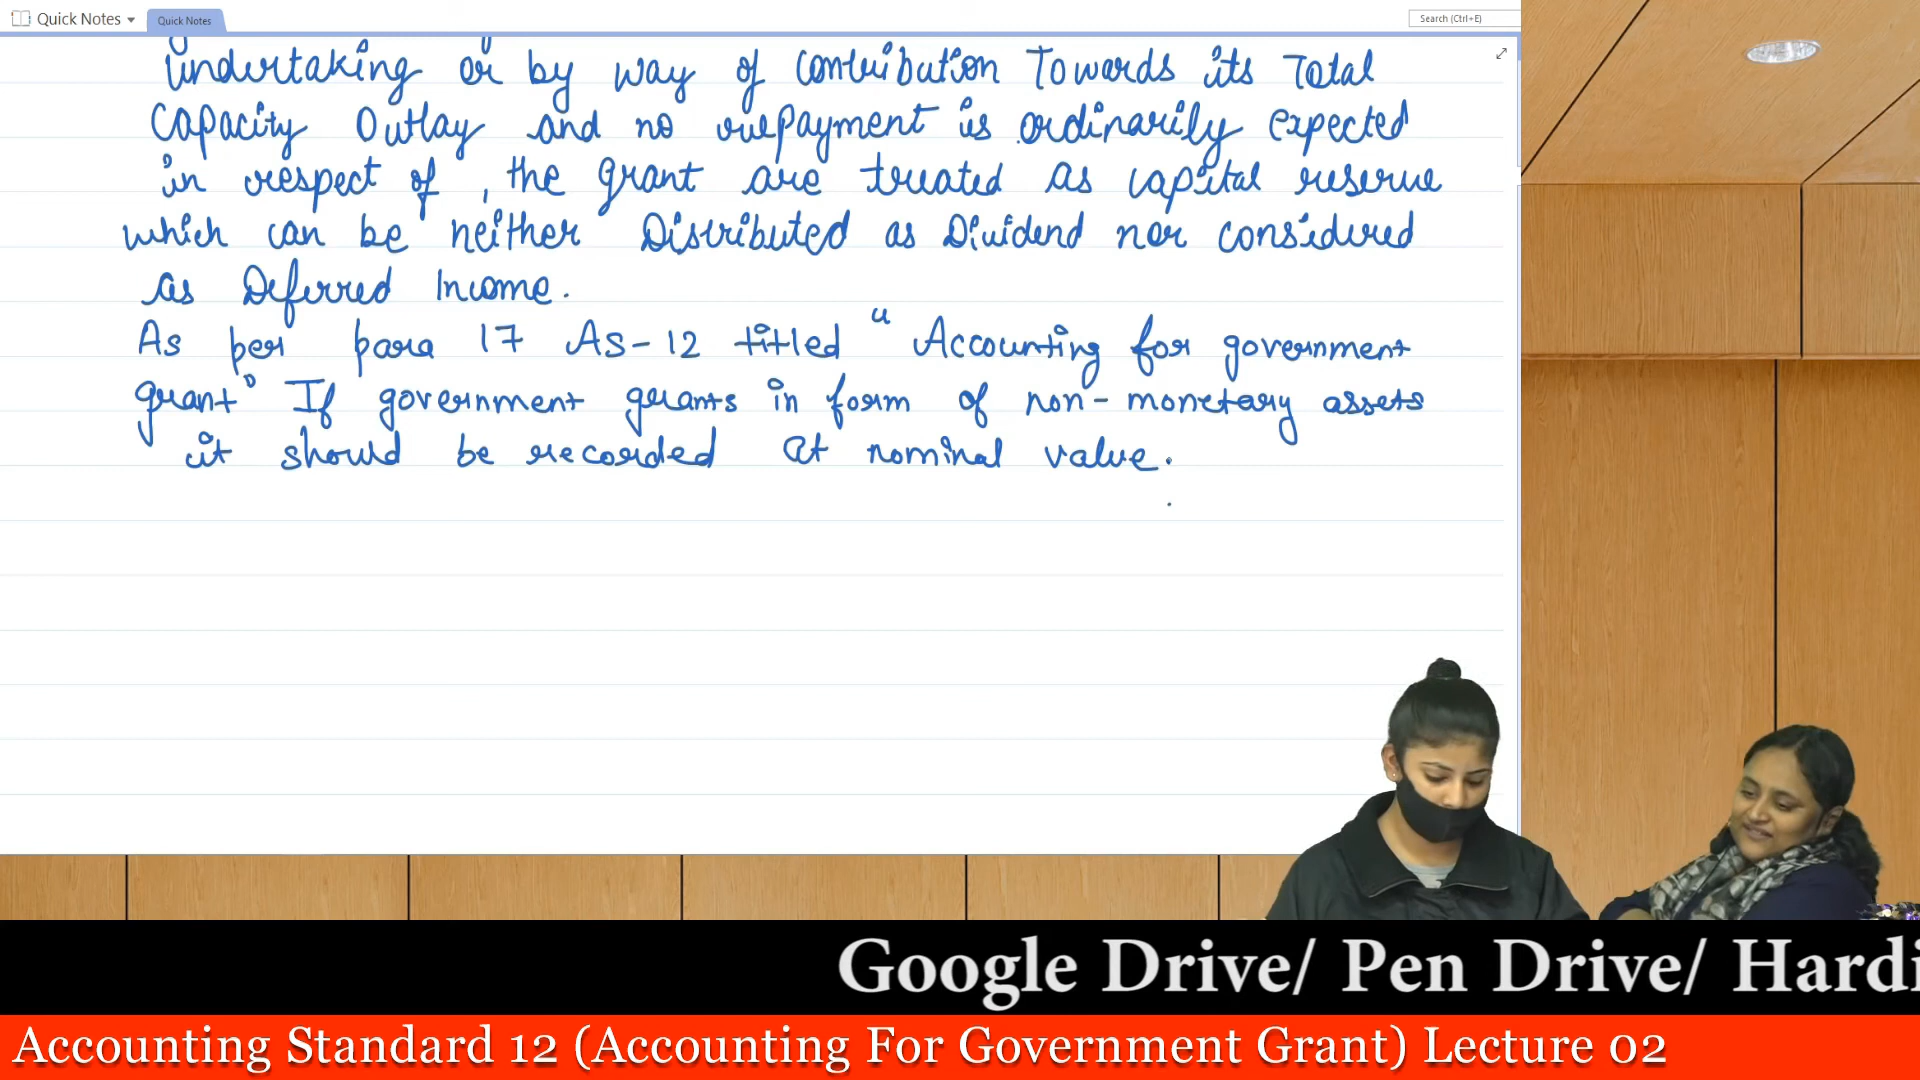 Quick Notes
Quick Notes
Search (Ctrl+E)
undertaking or by way of contribution Towards its Total
Capacity Outlay and no repayment is ordinarily expected
in respect of, the grant are treated as capital reserve
which can be neither Distributed as Dividend nor considered
as Deferred Income.
As per para 17 AS-12 titled "Accounting for government
grant" If government grants in form of non-monetary assets
it should be recorded at nominal value.
Google Drive/ Pen Drive/ Hardi
Accounting Standard 12 (Accounting For Government Grant) Lecture 02